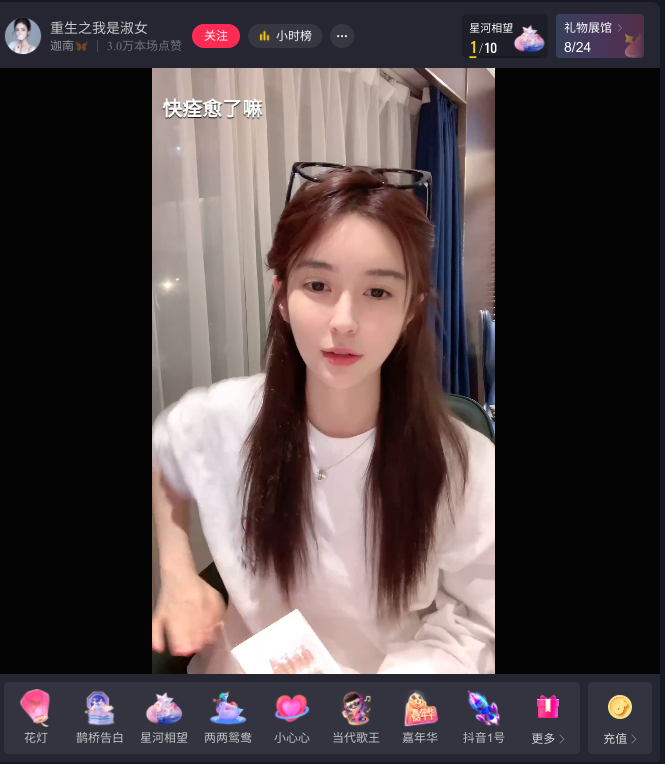 重生之我是淑女
迦南 3.0万本场点赞
关注
小时榜
星河相望
1/10
礼物展馆
8/24
快痊愈了嘛
花灯
鹊桥告白
星河相望
两两鸳鸯
小心心
当代歌王
嘉年华
嘉年华
抖音1号
更多
充值